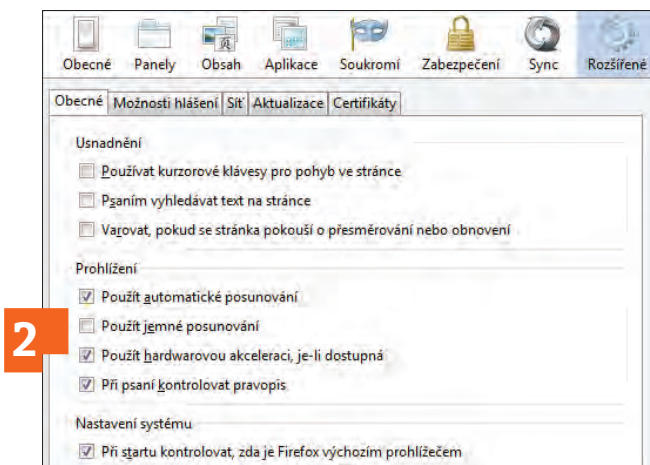 Obecné Panely Obsah Aplikace Soukromí Zabezpečení Sync Rozšířené
Obecné Možnosti hlášení Síť Aktualizace Certifikáty
Usnadnění
Používat kurzorové klávesy pro pohyb ve stránce
Psaním vyhledávat text na stránce
Varovat, pokud se stránka pokouší o přesměrování nebo obnovení
Prohlížení
Použít automatické posunování
Použít jemné posunování
2
Použít hardwarovou akceleraci, je-li dostupná
Při psaní kontrolovat pravopis
Nastavení systému
Při startu kontrolovat, zda je Firefox výchozím prohlížečem